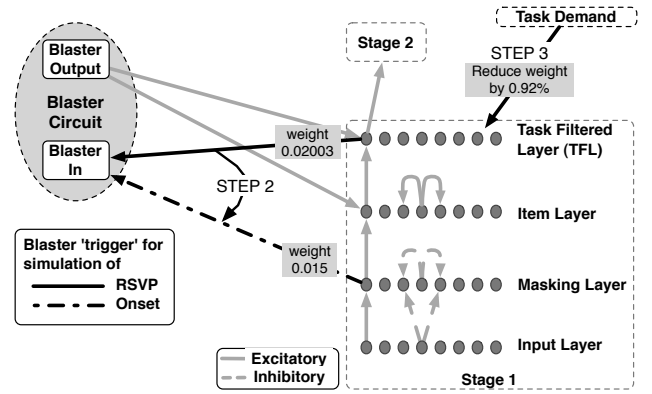 Task Demand
Blaster
Output
Stage 2
STEP 3
Reduce weight
by 0.92%
Blaster
Circuit
Blaster
In
weight
0.02003
Task Filtered
Layer (TFL)
STEP 2
Item Layer
Blaster 'trigger' for
simulation of
RSVP
Onset
weight
0.015
Masking Layer
Input Layer
Excitatory
Inhibitory
Stage 1